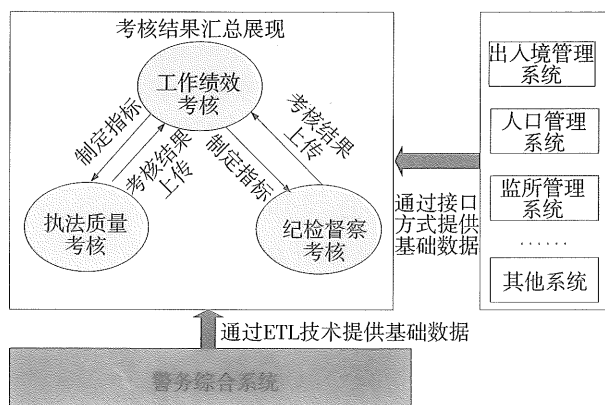 考核结果汇总展现
工作绩效
考核
制定指标
考核结果
上传
制定指标
考核结果
上传
执法质量
考核
纪检督察
考核
出入境管理
系统
人口管理
系统
监所管理
系统
······
其他系统
通过接口
方式提供
基础数据
通过ETL技术提供基础数据
警务综合系统